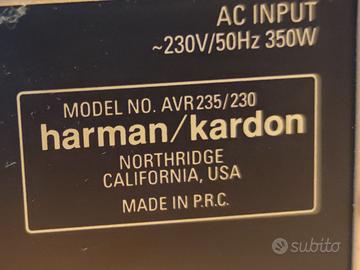 AC INPUT
~230V/50Hz 350W
MODEL NO. AVR235/230
harman/kardon
NORTHRIDGE
CALIFORNIA, USA
MADE IN P.R.C.
subito